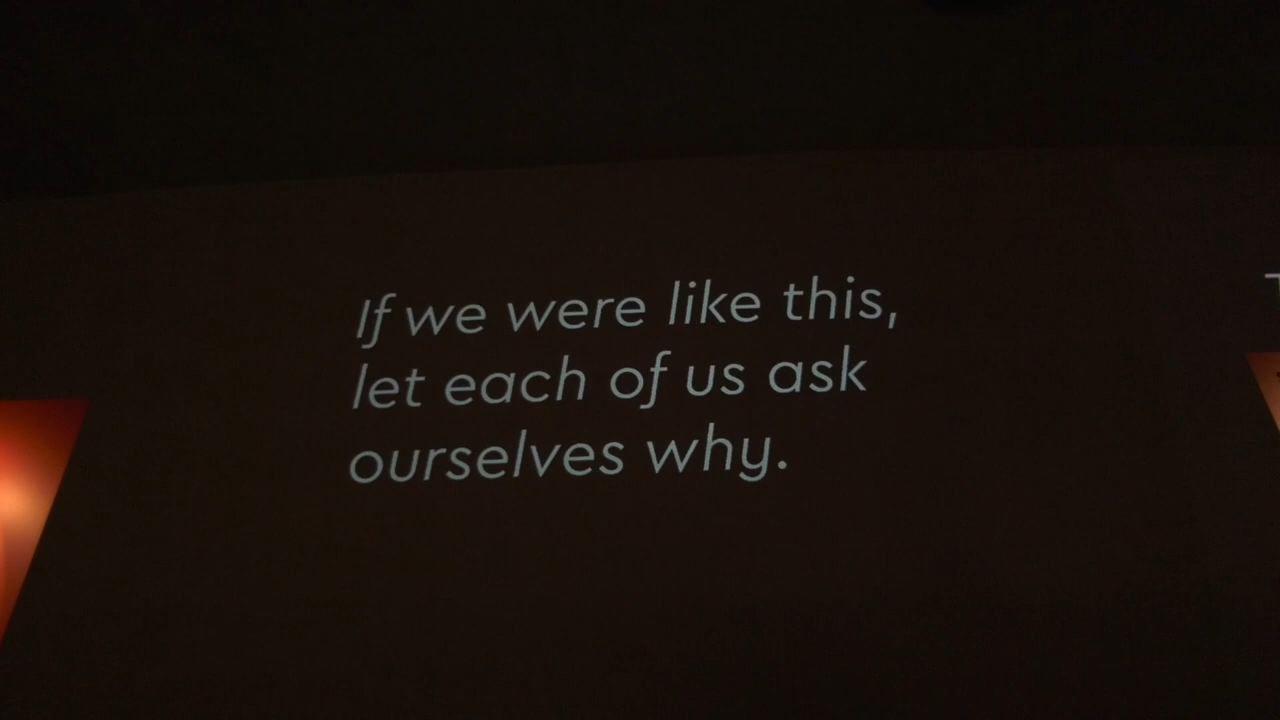 If we were like this,
let each of us ask
ourselves why.